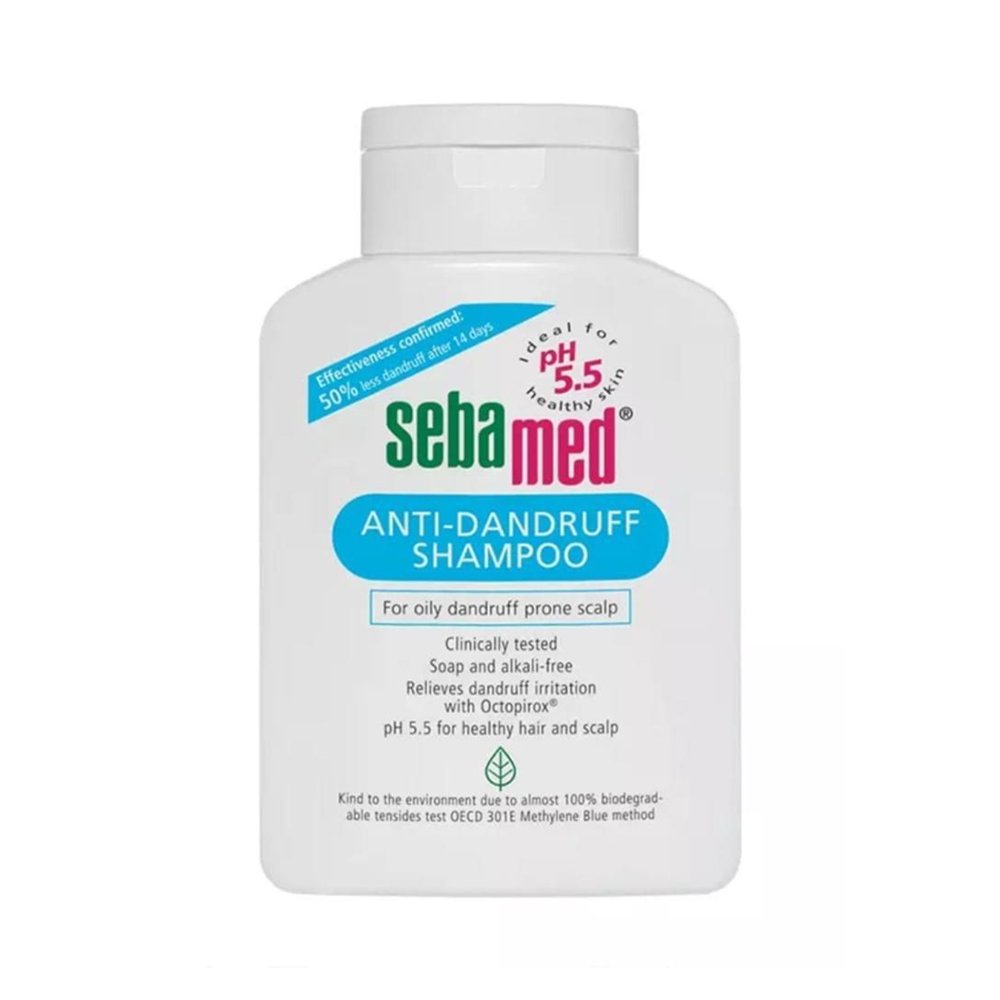 Effectiveness confirmed:
50% less dandruff after 14 days
Ideal for
pH
5.5
healthy skin
sebamed®
ANTI-DANDRUFF
SHAMPOO
For oily dandruff prone scalp
Clinically tested
Soap and alkali-free
Relieves dandruff irritation
with Octopirox®
pH 5.5 for healthy hair and scalp
Kind to the environment due to almost 100% biodegrad-
able tensides test OECD 301E Methylene Blue method